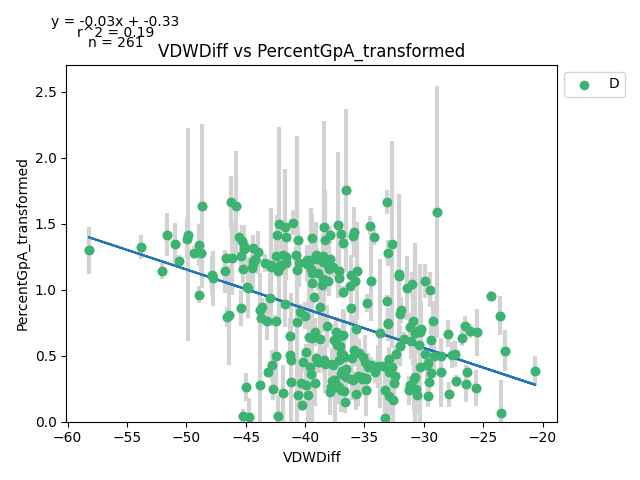 y = -0.03x + -0.33
r^2 = 0.19
n = 261
VDWDiff vs PercentGpA_transformed
D
PercentGpA_transformed
2.5
2.0
1.5
1.0
0.5
0.0
−60 −55 −50 −45 −40 −35 −30 −25 −20
VDWDiff